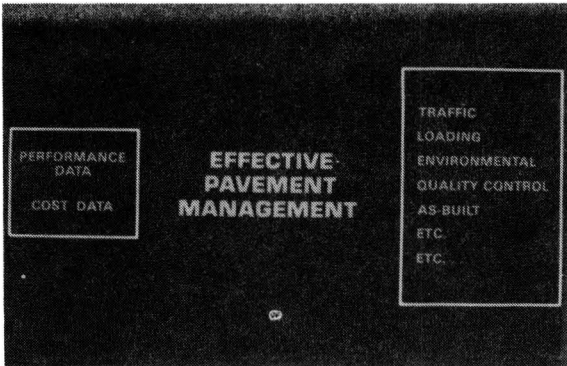 PERFORMANCE
DATA
COST DATA
EFFECTIVE
PAVEMENT
MANAGEMENT
TRAFFIC
LOADING
ENVIRONMENTAL
QUALITY CONTROL
AS-BUILT
ETC.
ETC.